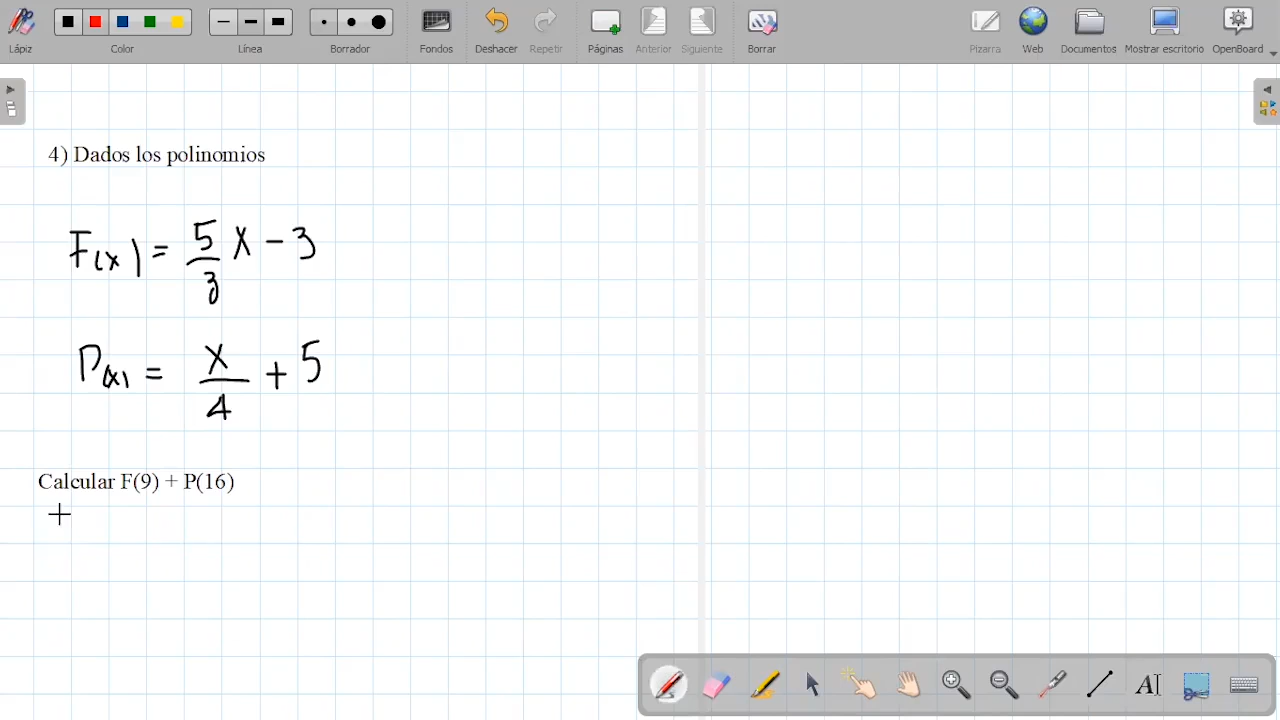 Lápiz
Color
Línea
Borrador
Fondos
Deshacer
Repetir
Páginas
Anterior
Siguiente
Borrar
Pizarra
Web
Documentos
Mostrar escritorio
OpenBoard
4) Dados los polinomios
F(x) = 5/3 x - 3
P(x) = x/4 + 5
Calcular F(9) + P(16)